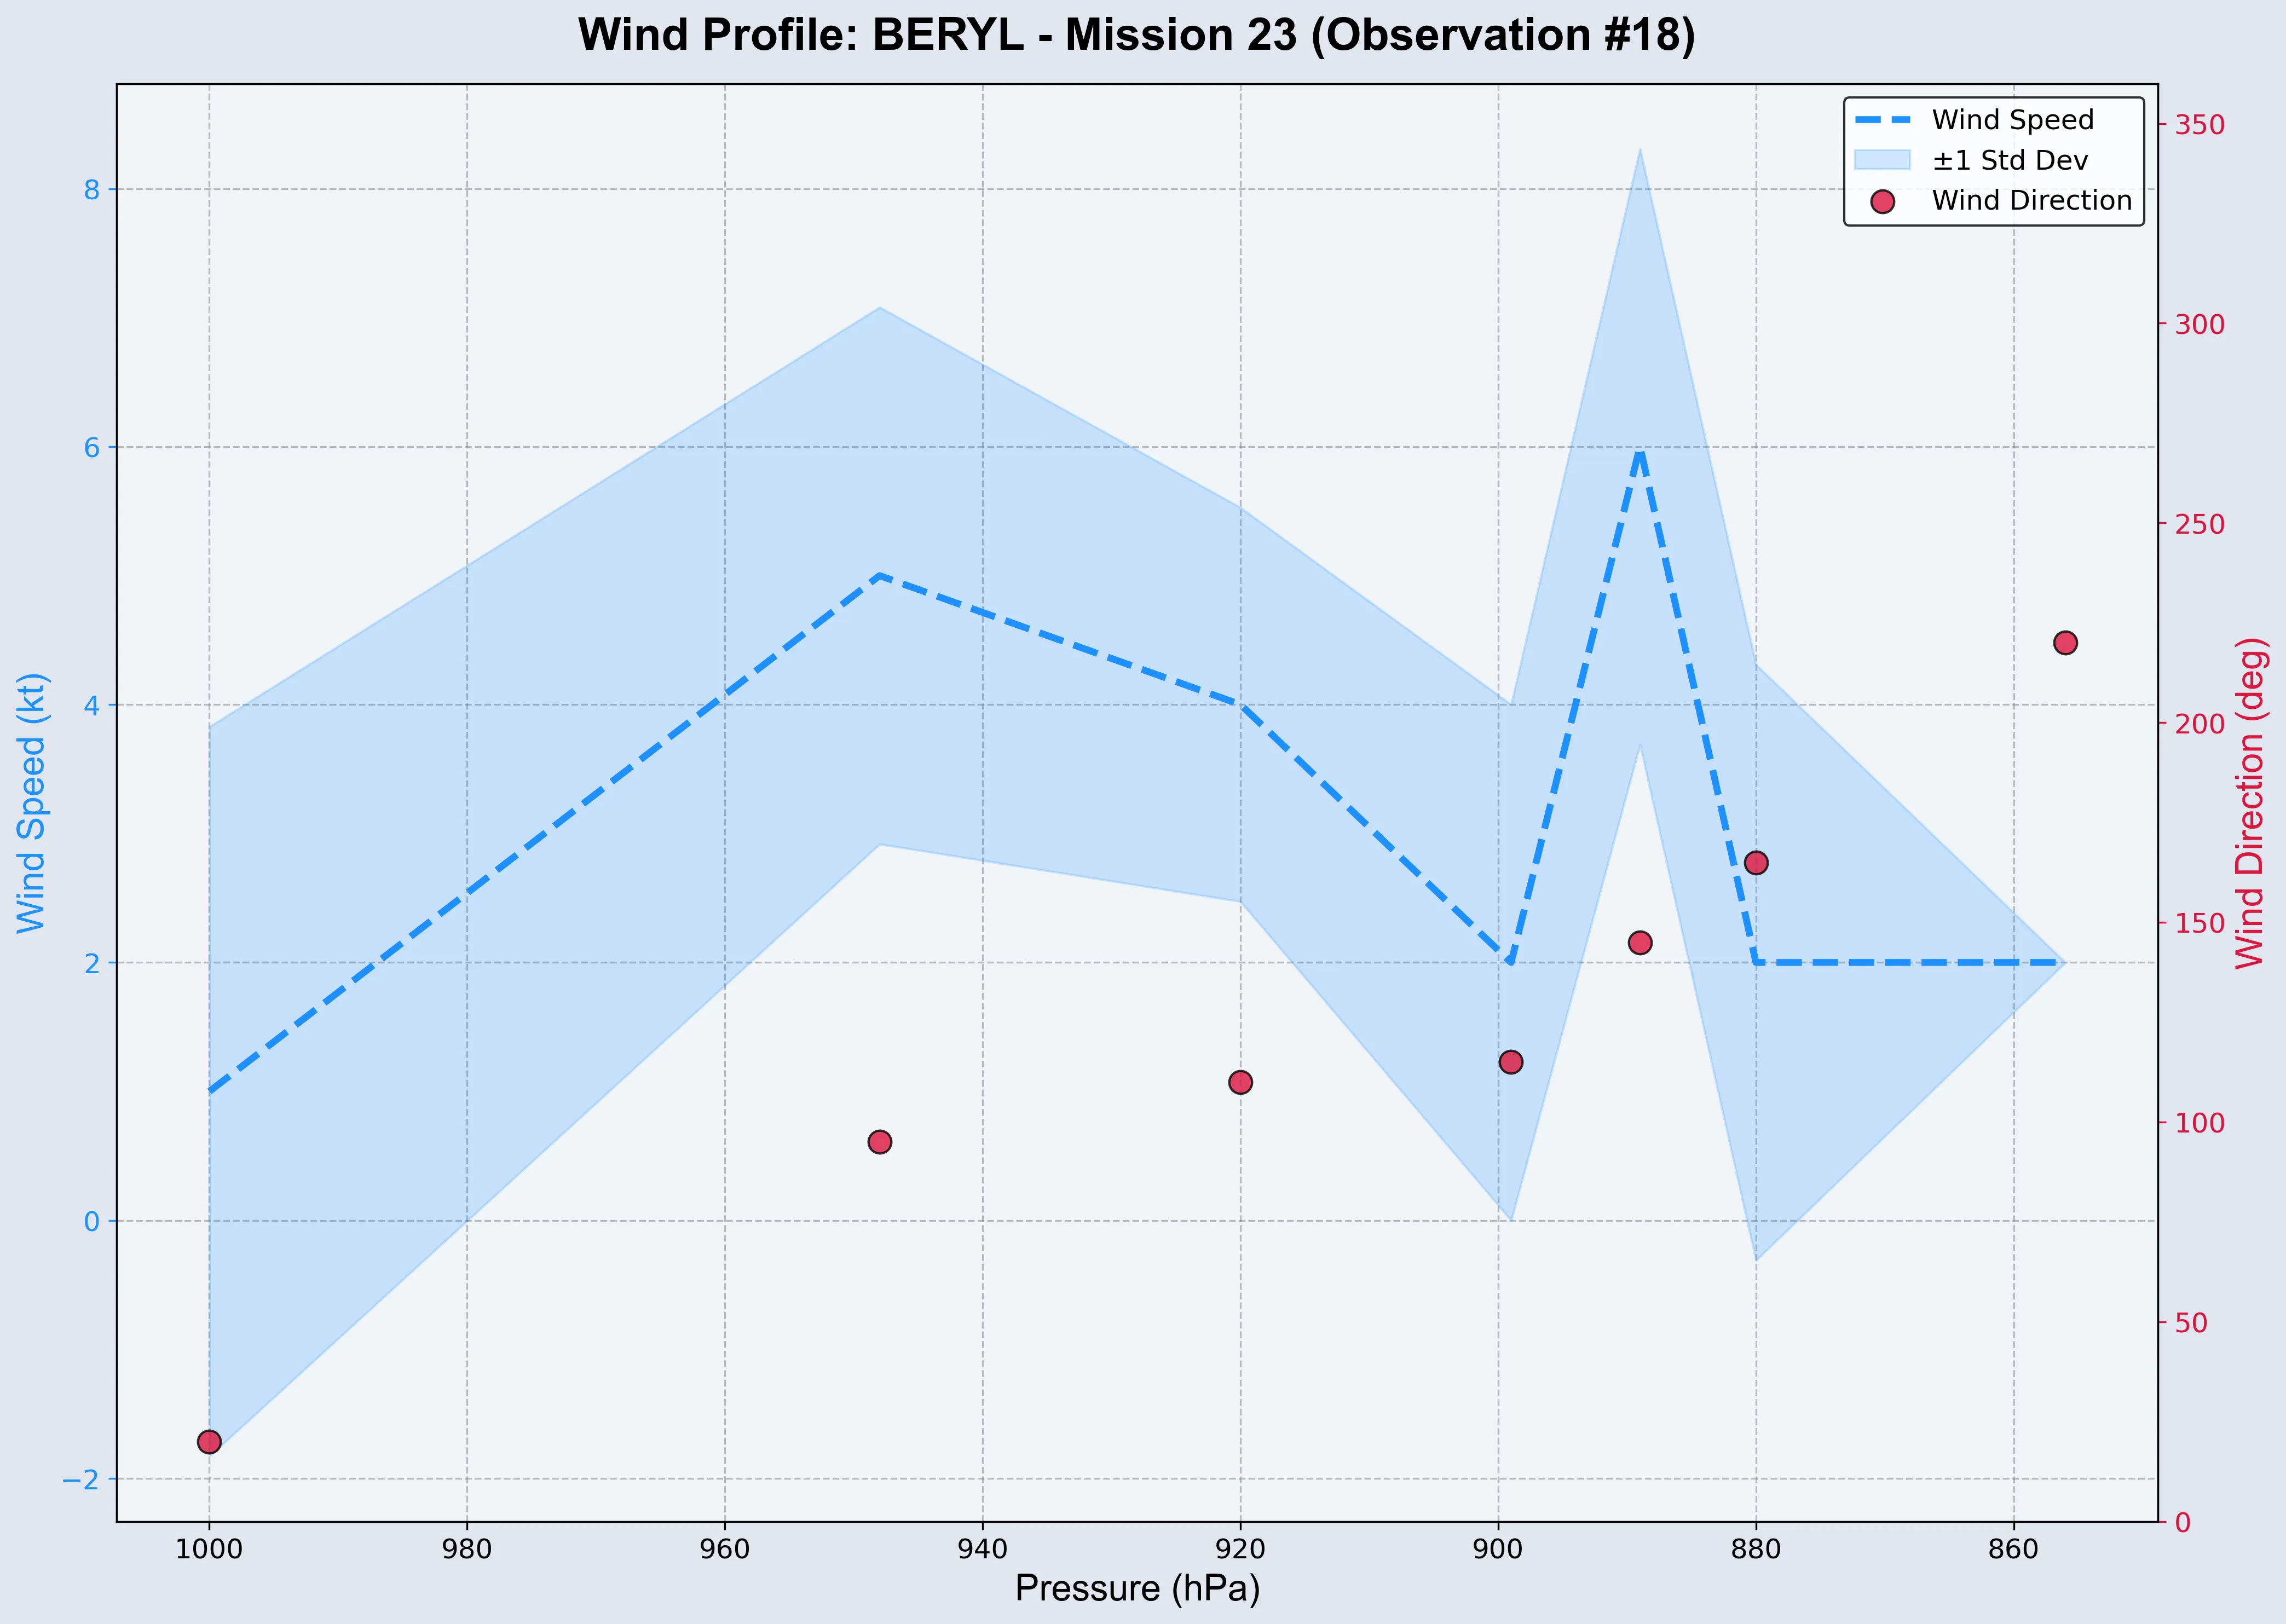 Wind Profile: BERYL - Mission 23 (Observation #18)
Wind Speed
±1 Std Dev
Wind Direction
Wind Speed (kt)
8
6
4
2
0
−2
350
300
250
200
150
100
50
0
Wind Direction (deg)
1000 980 960 940 920 900 880 860
Pressure (hPa)